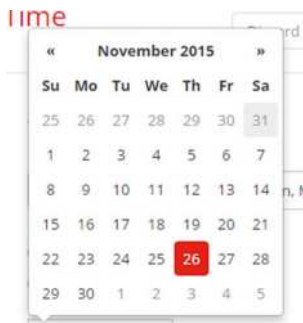 Time
« November 2015 »
Su Mo Tu We Th Fr Sa
25 26 27 28 29 30 31
1 2 3 4 5 6 7
8 9 10 11 12 13 14
15 16 17 18 19 20 21
22 23 24 25 26 27 28
29 30 1 2 3 4 5